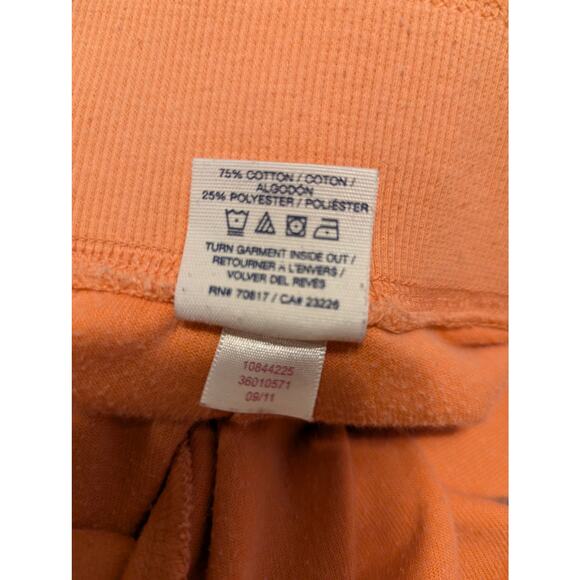 75% COTTON / COTON /
ALGODÓN
25% POLYESTER / POLIÉSTER
TURN GARMENT INSIDE OUT /
RETOURNER À L'ENVERS /
VOLVER DEL REVÉS
RN# 70817 / CA# 23226
10844225
36010571
09/11